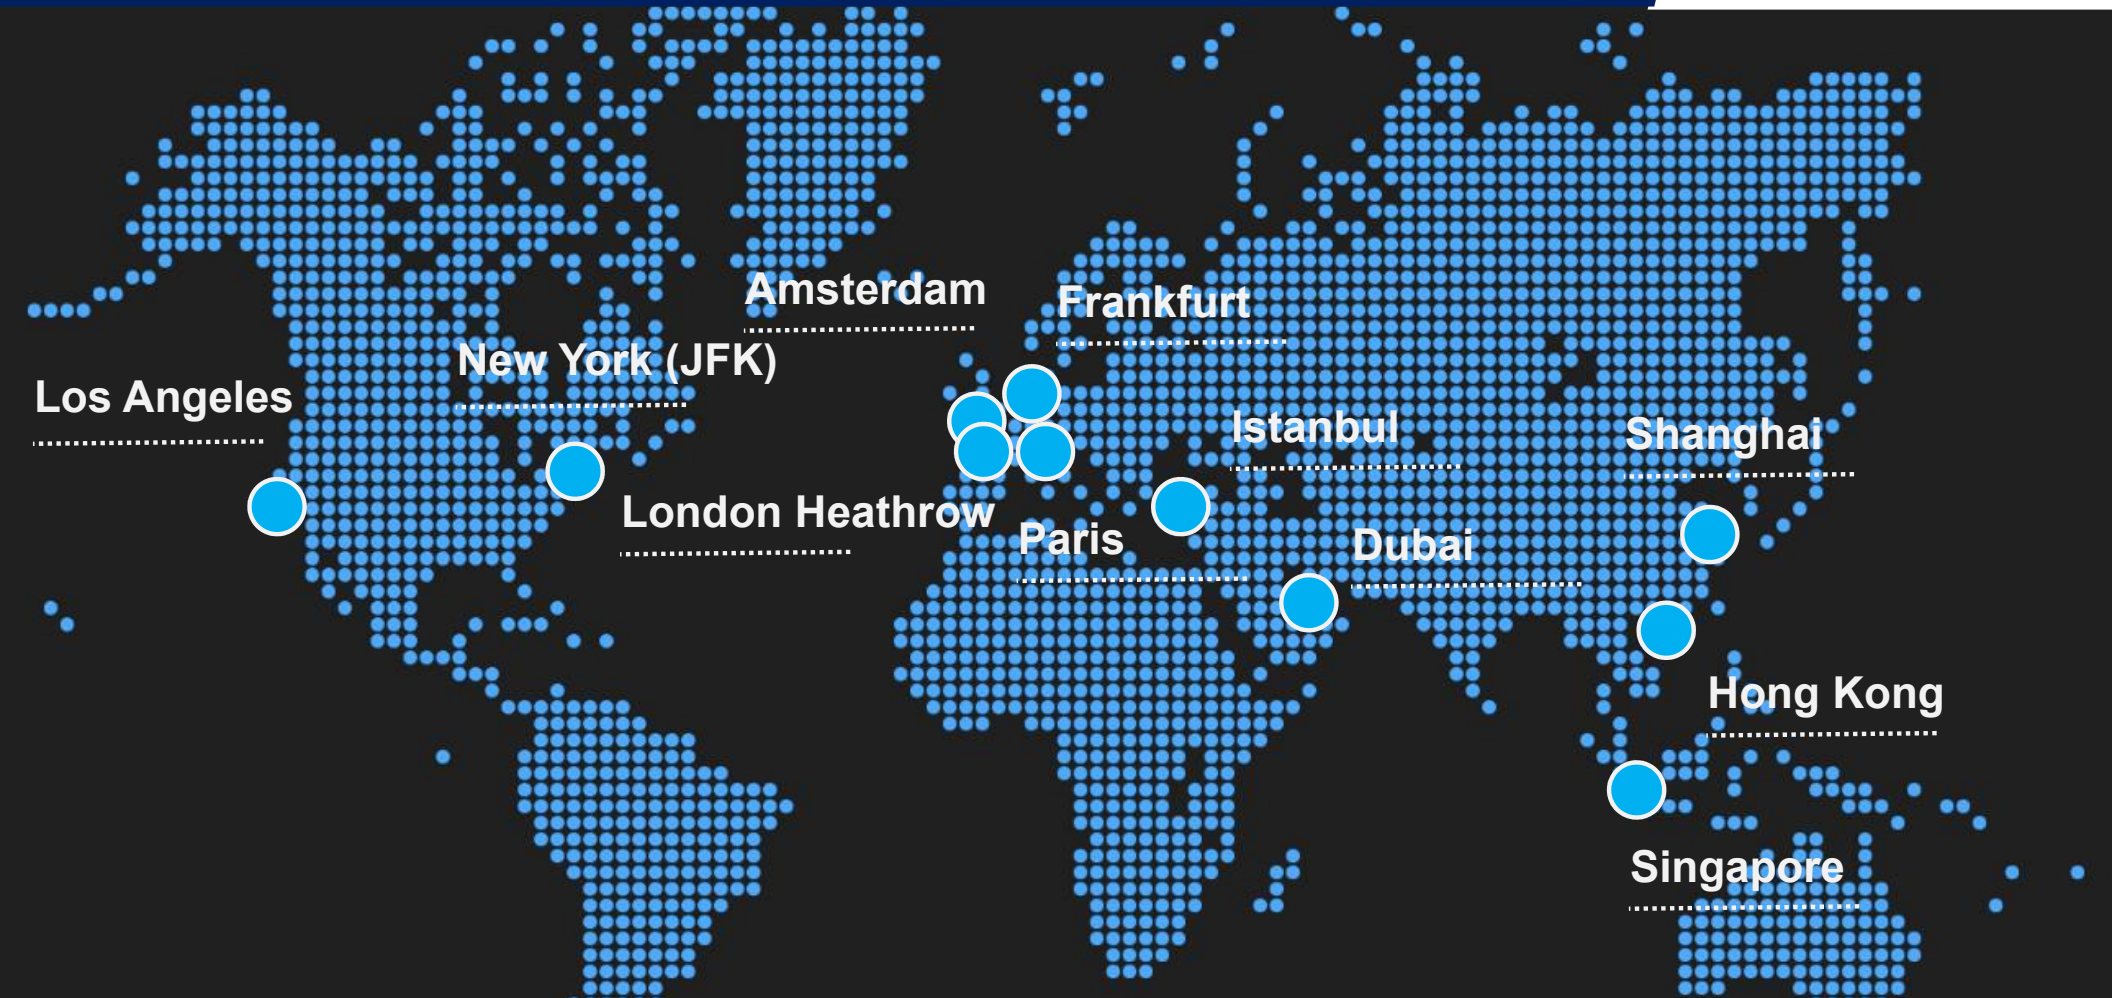 Amsterdam
Frankfurt
New York (JFK)
Los Angeles
Istanbul
Shanghai
London Heathrow
Paris
Dubai
Hong Kong
Singapore